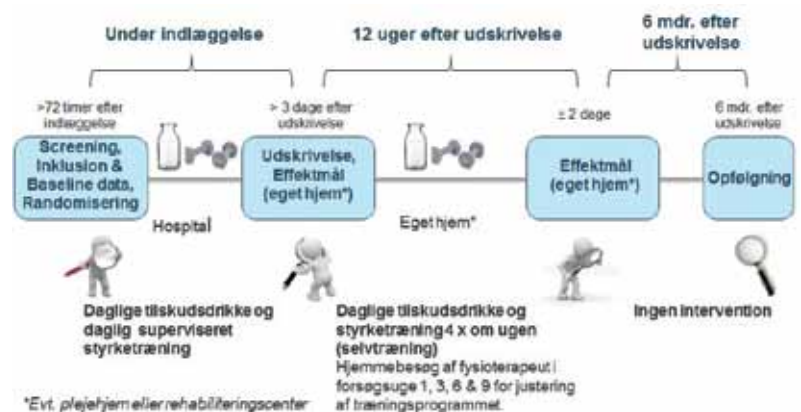 Under indlæggelse
12 uger efter udskrivelse
6 mdr. efter
udskrivelse
>72 timer efter
indlæggelse
> 3 dage efter
udskrivelse
± 2 dage
6 mdr. efter
udskrivelse
Screening,
Inklusion &
Baseline data,
Randomisering
Udskrivelse,
Effektmål
(eget hjem*)
Effektmål
(eget hjem*)
Opfølgning
Hospital
Eget hjem*
Daglige tilskudsdrikke og
daglig superviseret
styrketræning
Daglige tilskudsdrikke og
styrketræning 4 x om ugen
(selvtræning)
Hjemmebesøg af fysioterapeut i
forsøgsuge 1, 3, 6 & 9 for justering
af træningsprogrammet.
Ingen intervention
*Evt. plejehjem eller rehabiliteringscenter